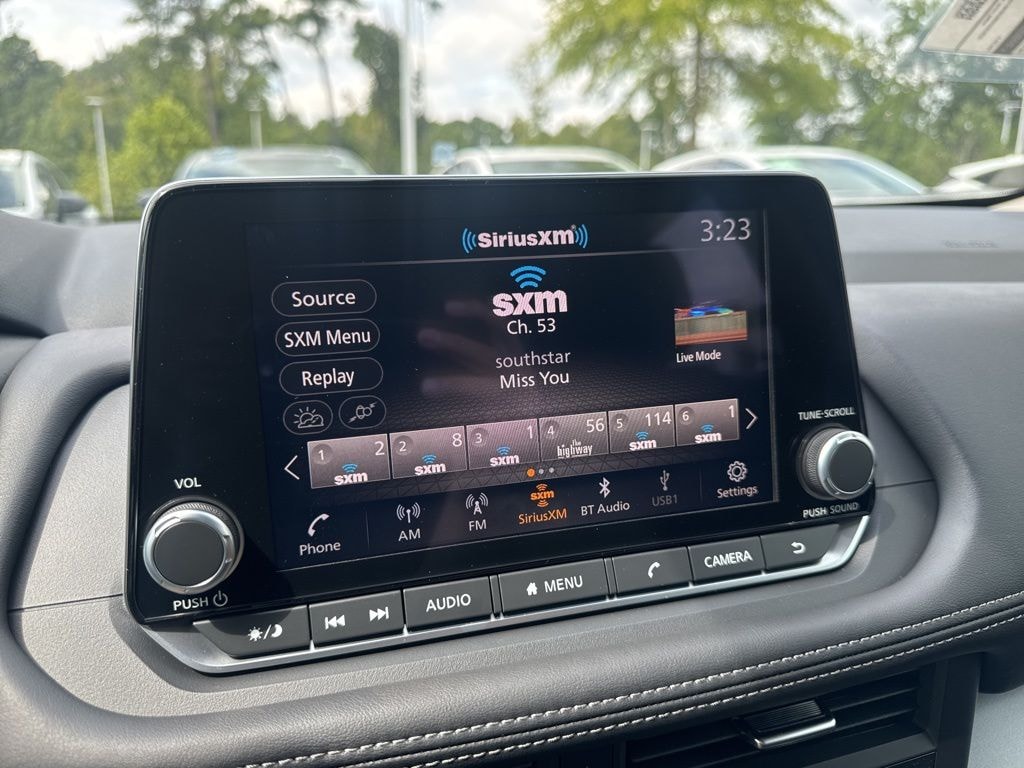 SiriusXM
3:23
Source
SXM Menu
Replay
sxm
Ch. 53
southstar
Miss You
Live Mode
1 2 sxm
2 8 sxm
3 1 sxm
4 56 the highway
5 114 sxm
6 1 sxm
Phone
AM
FM
sxm SiriusXM
BT Audio
USB1
Settings
VOL
PUSH
TUNE·SCROLL
PUSH SOUND
AUDIO
MENU
CAMERA